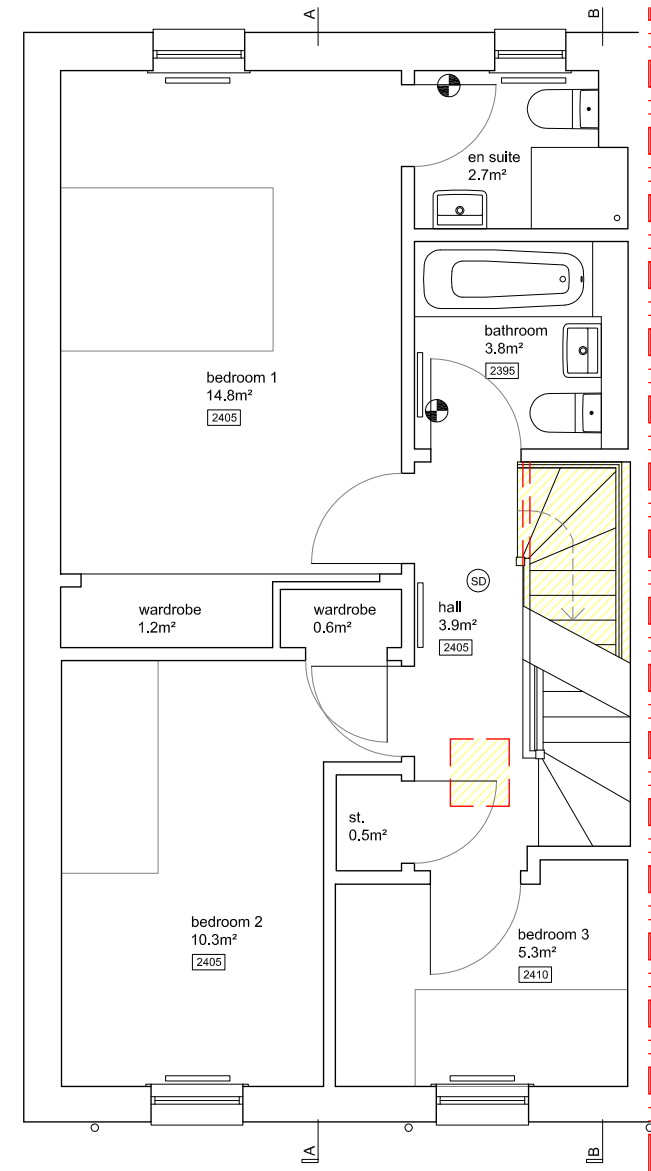 A
B
en suite
2.7m²
bathroom
3.8m²
2395
bedroom 1
14.8m²
2405
SD
wardrobe
1.2m²
wardrobe
0.6m²
hall
3.9m²
2405
st.
0.5m²
bedroom 2
10.3m²
2405
bedroom 3
5.3m²
2410
A
B